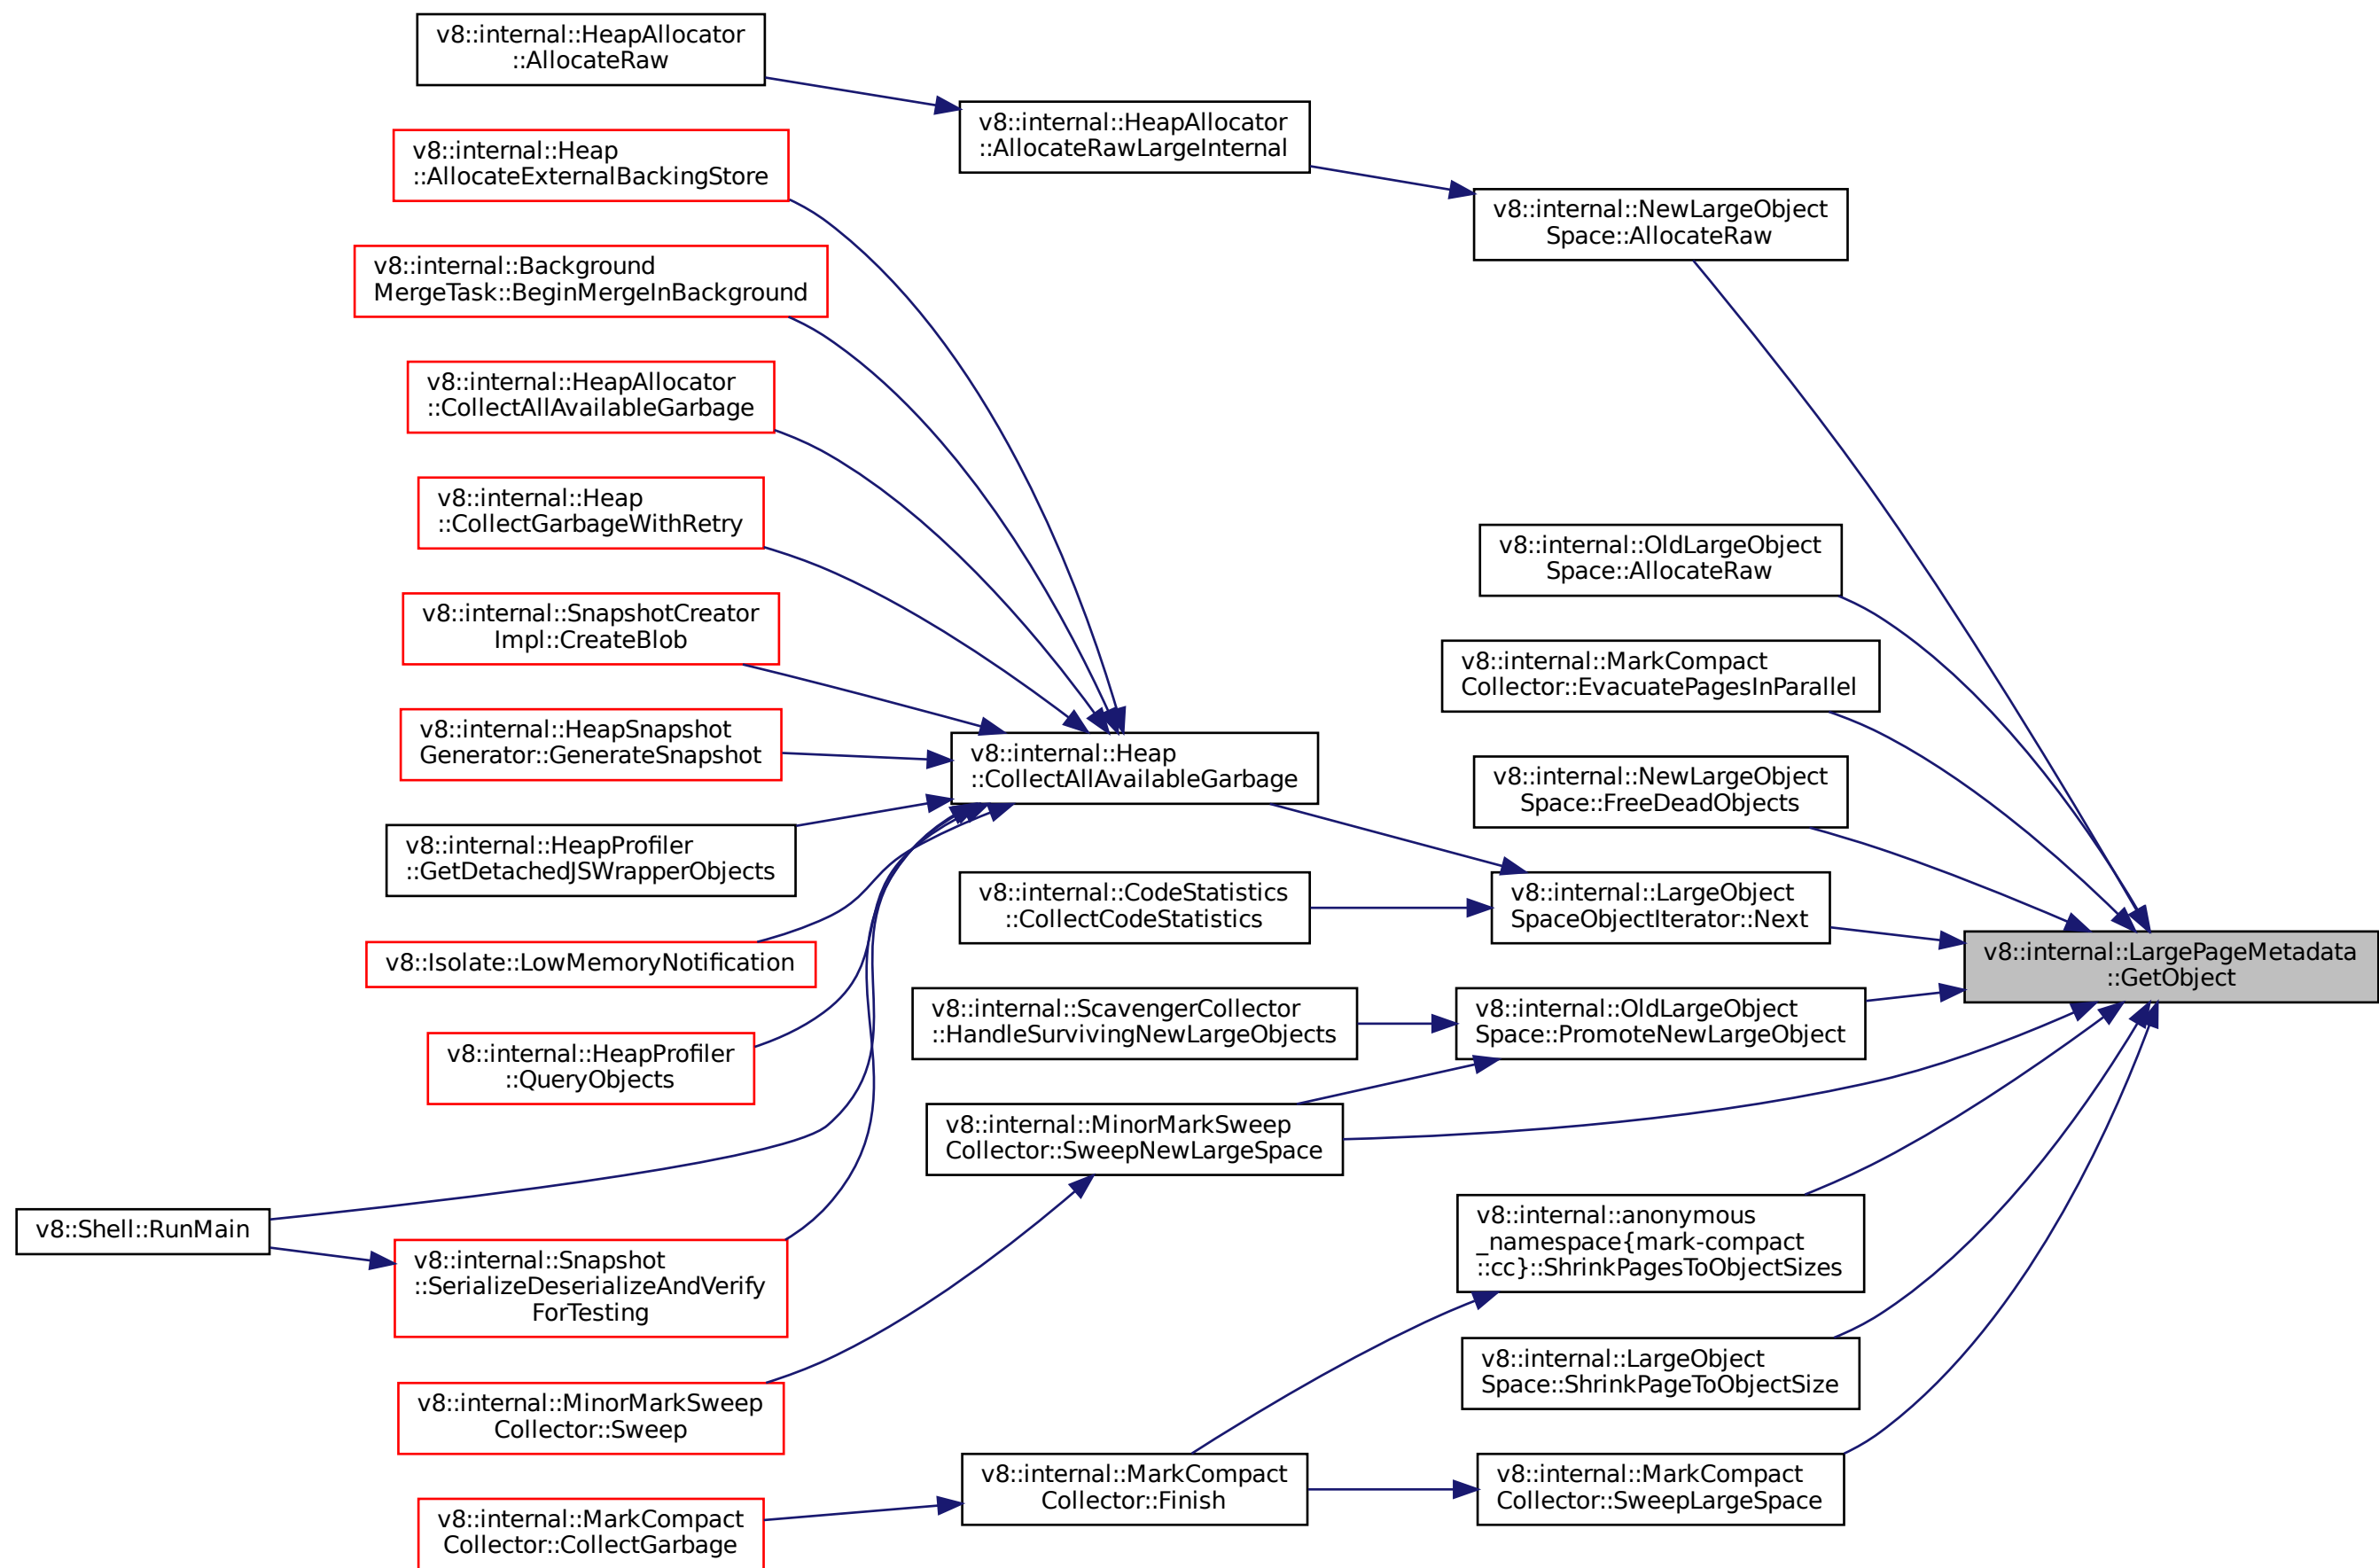 v8::internal::HeapAllocator
::AllocateRaw
v8::internal::HeapAllocator
::AllocateRawLargeInternal
v8::internal::Heap
::AllocateExternalBackingStore
v8::internal::NewLargeObject
Space::AllocateRaw
v8::internal::Background
MergeTask::BeginMergeInBackground
v8::internal::HeapAllocator
::CollectAllAvailableGarbage
v8::internal::Heap
::CollectGarbageWithRetry
v8::internal::OldLargeObject
Space::AllocateRaw
v8::internal::SnapshotCreator
Impl::CreateBlob
v8::internal::MarkCompact
Collector::EvacuatePagesInParallel
v8::internal::HeapSnapshot
Generator::GenerateSnapshot
v8::internal::Heap
::CollectAllAvailableGarbage
v8::internal::NewLargeObject
Space::FreeDeadObjects
v8::internal::HeapProfiler
::GetDetachedJSWrapperObjects
v8::internal::CodeStatistics
::CollectCodeStatistics
v8::internal::LargeObject
SpaceObjectIterator::Next
v8::Isolate::LowMemoryNotification
v8::internal::LargePageMetadata
::GetObject
v8::internal::ScavengerCollector
::HandleSurvivingNewLargeObjects
v8::internal::OldLargeObject
Space::PromoteNewLargeObject
v8::internal::HeapProfiler
::QueryObjects
v8::internal::MinorMarkSweep
Collector::SweepNewLargeSpace
v8::Shell::RunMain
v8::internal::Snapshot
::SerializeDeserializeAndVerify
ForTesting
v8::internal::anonymous
_namespace{mark-compact
::cc}::ShrinkPagesToObjectSizes
v8::internal::LargeObject
Space::ShrinkPageToObjectSize
v8::internal::MinorMarkSweep
Collector::Sweep
v8::internal::MarkCompact
Collector::Finish
v8::internal::MarkCompact
Collector::SweepLargeSpace
v8::internal::MarkCompact
Collector::CollectGarbage